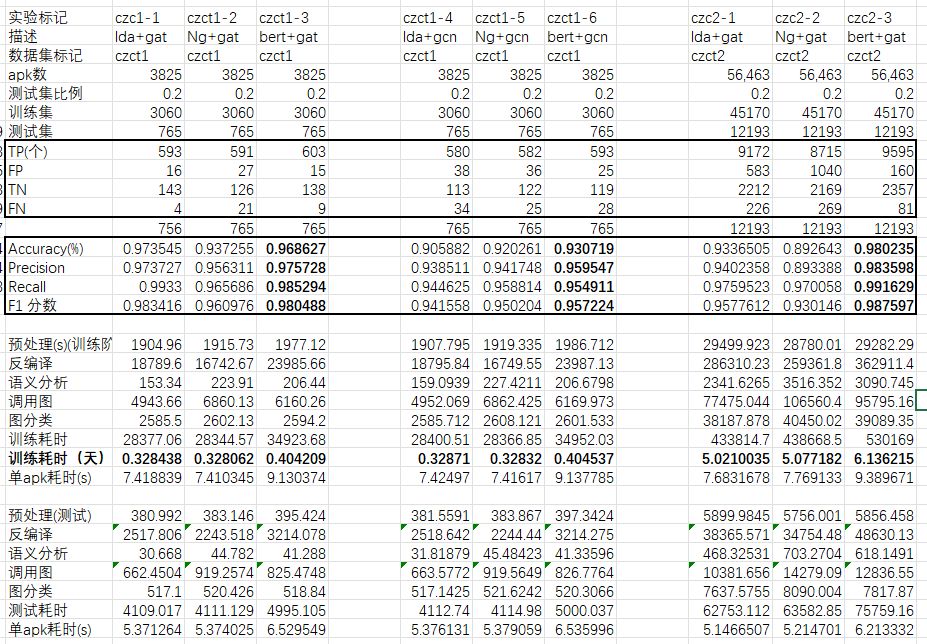 实验标记 czc1-1 czct1-2 czct1-3 czct1-4 czct1-5 czct1-6 czc2-1 czc2-2 czc2-3
描述 lda+gat Ng+gat bert+gat lda+gcn Ng+gcn bert+gcn lda+gat Ng+gat bert+gat
数据集标记 czct1 czct1 czct1 czct1 czct1 czct1 czct2 czct2 czct2
apk数 3825 3825 3825 3825 3825 3825 56,463 56,463 56,463
测试集比例 0.2 0.2 0.2 0.2 0.2 0.2 0.2 0.2 0.2
训练集 3060 3060 3060 3060 3060 3060 45170 45170 45170
测试集 765 765 765 765 765 765 12193 12193 12193
TP(个) 593 591 603 580 582 593 9172 8715 9595
FP 16 27 15 38 36 25 583 1040 160
TN 143 126 138 113 122 119 2212 2169 2357
FN 4 21 9 34 25 28 226 269 81
756 765 765 765 765 765 12193 12193 12193
Accuracy(%) 0.973545 0.937255 0.968627 0.905882 0.920261 0.930719 0.9336505 0.892643 0.980235
Precision 0.973727 0.956311 0.975728 0.938511 0.941748 0.959547 0.9402358 0.893388 0.983598
Recall 0.9933 0.965686 0.985294 0.944625 0.958814 0.954911 0.9759523 0.970058 0.991629
F1 分数 0.983416 0.960976 0.980488 0.941558 0.950204 0.957224 0.9577612 0.930146 0.987597
预处理(s)(训练阶 1904.96 1915.73 1977.12 1907.795 1919.335 1986.712 29499.923 28780.01 29282.29
反编译 18789.6 16742.67 23985.66 18795.84 16749.55 23987.13 286310.23 259361.8 362911.4
语义分析 153.34 223.91 206.44 159.0939 227.4211 206.6798 2341.6265 3516.352 3090.745
调用图 4943.66 6860.13 6160.26 4952.069 6862.425 6169.973 77475.044 106560.4 95795.16
图分类 2585.5 2602.13 2594.2 2585.712 2608.121 2601.533 38187.878 40450.02 39089.35
训练耗时 28377.06 28344.57 34923.68 28400.51 28366.85 34952.03 433814.7 438668.5 530169
训练耗时（天） 0.328438 0.328062 0.404209 0.32871 0.32832 0.404537 5.0210035 5.077182 6.136215
单apk耗时(s) 7.418839 7.410345 9.130374 7.42497 7.41617 9.137785 7.6831678 7.769133 9.389671
预处理(测试) 380.992 383.146 395.424 381.5591 383.867 397.3424 5899.9845 5756.001 5856.458
反编译 2517.806 2243.518 3214.078 2518.642 2244.44 3214.275 38365.571 34754.48 48630.13
语义分析 30.668 44.782 41.288 31.81879 45.48423 41.33596 468.32531 703.2704 618.1491
调用图 662.4504 919.2574 825.4748 663.5772 919.5649 826.7764 10381.656 14279.09 12836.55
图分类 517.1 520.426 518.84 517.1425 521.6242 520.3066 7637.5755 8090.004 7817.87
测试耗时 4109.017 4111.129 4995.105 4112.74 4114.98 5000.037 62753.112 63582.85 75759.16
单apk耗时(s) 5.371264 5.374025 6.529549 5.376131 5.379059 6.535996 5.1466507 5.214701 6.213332